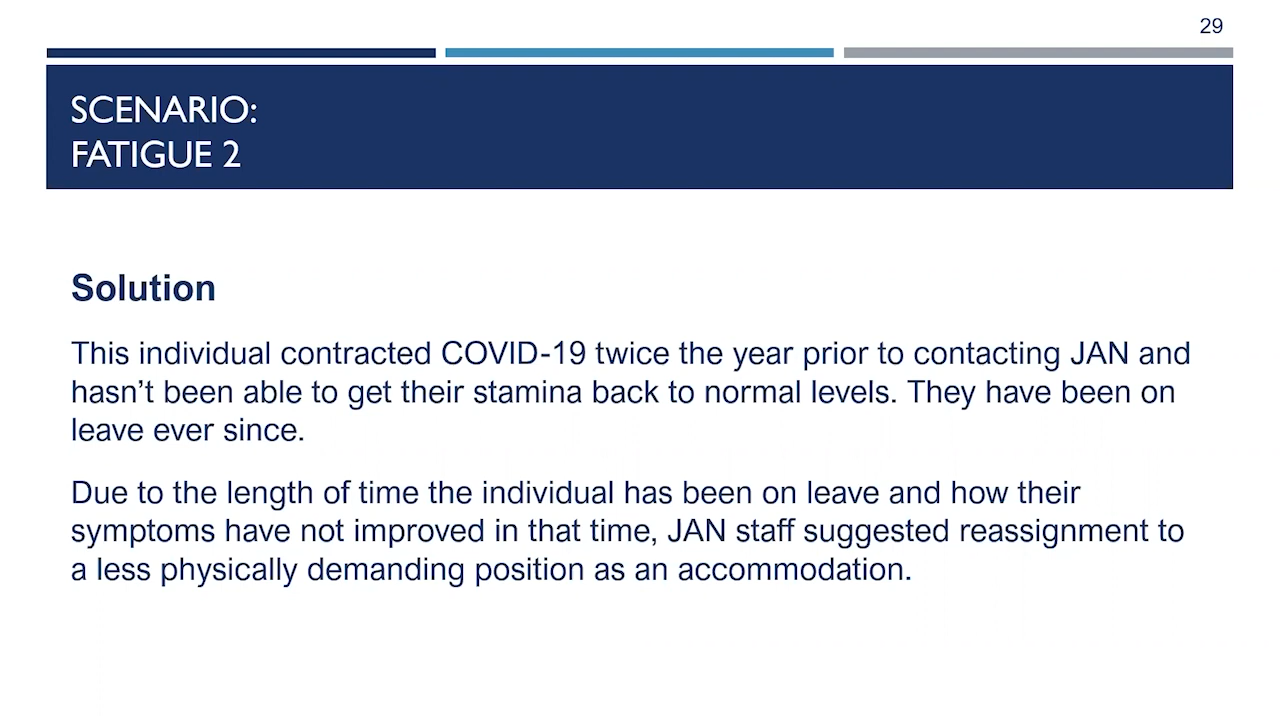 29
SCENARIO:
FATIGUE 2
Solution
This individual contracted COVID-19 twice the year prior to contacting JAN and
hasn’t been able to get their stamina back to normal levels. They have been on
leave ever since.
Due to the length of time the individual has been on leave and how their
symptoms have not improved in that time, JAN staff suggested reassignment to
a less physically demanding position as an accommodation.